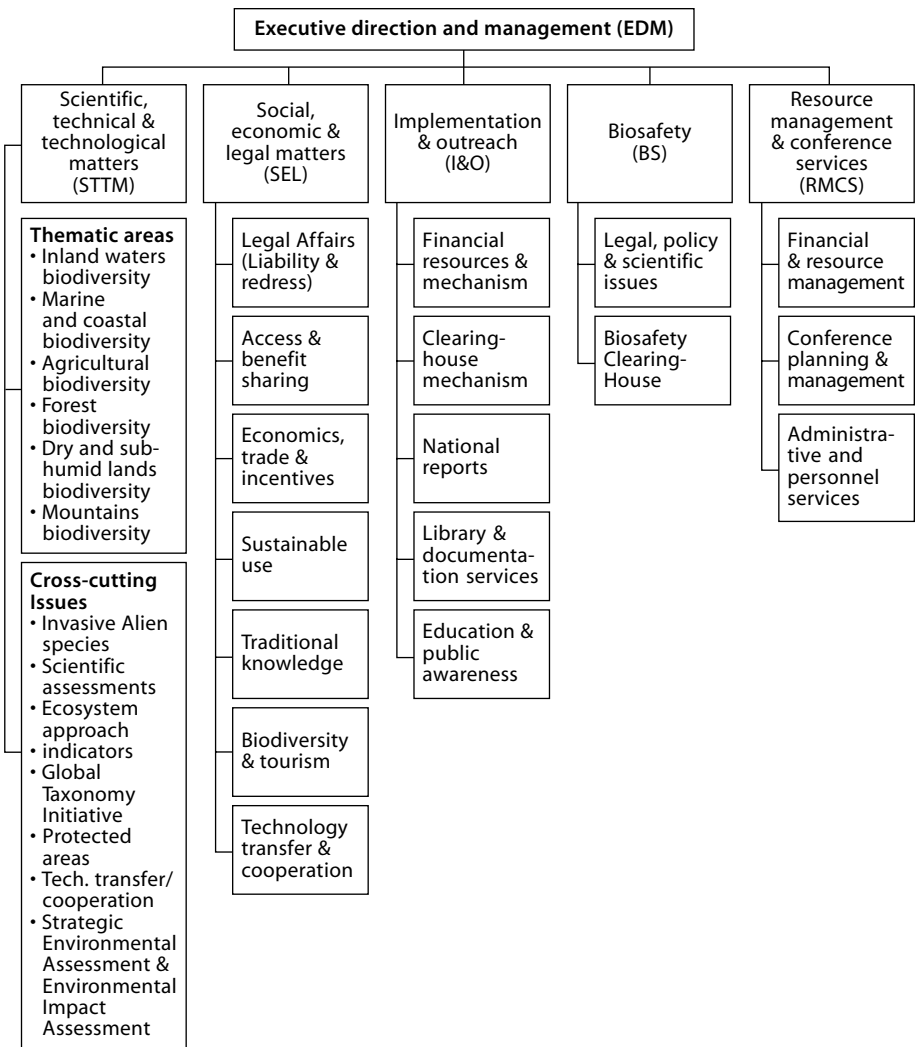 Executive direction and management (EDM)
Scientific,
technical &
technological
matters
(STTM)
Thematic areas
• Inland waters
biodiversity
• Marine
and coastal
biodiversity
• Agricultural
biodiversity
• Forest
biodiversity
• Dry and sub-
humid lands
biodiversity
• Mountains
biodiversity
Cross-cutting
Issues
• Invasive Alien
species
• Scientific
assessments
• Ecosystem
approach
• indicators
• Global
Taxonomy
Initiative
• Protected
areas
• Tech. transfer/
cooperation
• Strategic
Environmental
Assessment &
Environmental
Impact
Assessment
Social,
economic &
legal matters
(SEL)
Legal Affairs
(Liability &
redress)
Access &
benefit
sharing
Economics,
trade &
incentives
Sustainable
use
Traditional
knowledge
Biodiversity
& tourism
Technology
transfer &
cooperation
Implementation
& outreach
(I&O)
Financial
resources &
mechanism
Clearing-
house
mechanism
National
reports
Library &
documenta-
tion services
Education &
public
awareness
Biosafety
(BS)
Legal, policy
& scientific
issues
Biosafety
Clearing-
House
Resource
management
& conference
services
(RMCS)
Financial
& resource
management
Conference
planning &
management
Administra-
tive and
personnel
services